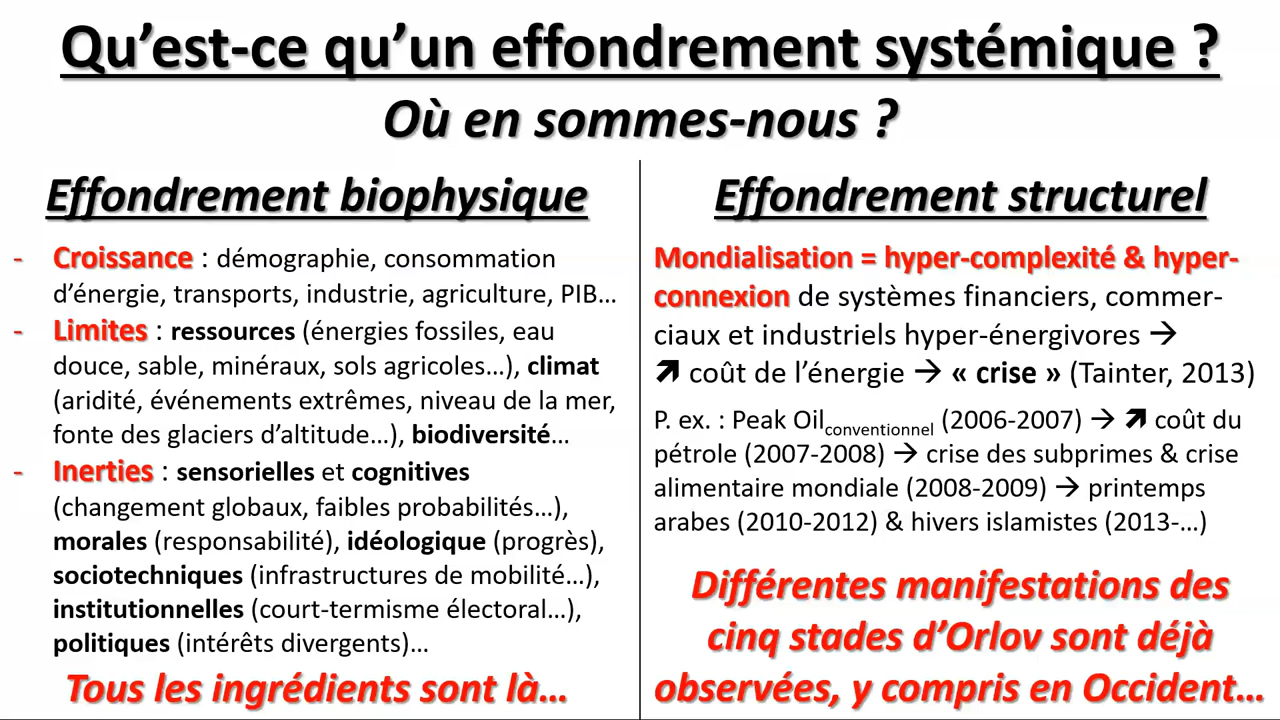 Qu’est-ce qu’un effondrement systémique ?
Où en sommes-nous ?
Effondrement biophysique
- Croissance : démographie, consommation
d’énergie, transports, industrie, agriculture, PIB…
- Limites : ressources (énergies fossiles, eau
douce, sable, minéraux, sols agricoles…), climat
(aridité, événements extrêmes, niveau de la mer,
fonte des glaciers d’altitude…), biodiversité…
- Inerties : sensorielles et cognitives
(changement globaux, faibles probabilités…),
morales (responsabilité), idéologique (progrès),
sociotechniques (infrastructures de mobilité…),
institutionnelles (court-termisme électoral…),
politiques (intérêts divergents)…
Tous les ingrédients sont là…
Effondrement structurel
Mondialisation = hyper-complexité & hyper-
connexion de systèmes financiers, commer-
ciaux et industriels hyper-énergivores →
↗ coût de l’énergie → « crise » (Tainter, 2013)
P. ex. : Peak Oil conventionnel (2006-2007) → ↗ coût du
pétrole (2007-2008) → crise des subprimes & crise
alimentaire mondiale (2008-2009) → printemps
arabes (2010-2012) & hivers islamistes (2013-…)
Différentes manifestations des
cinq stades d’Orlov sont déjà
observées, y compris en Occident…